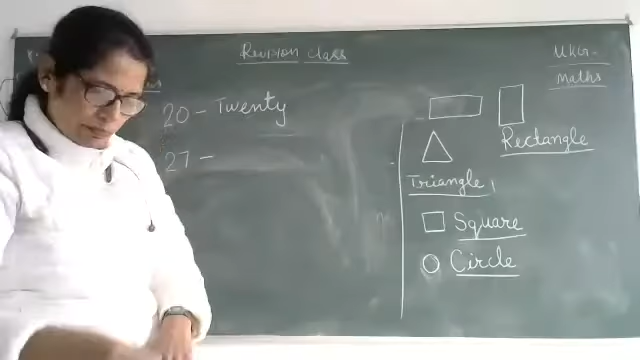 Revision class
UKG
Maths
20 - Twenty
27 -
Rectangle
Triangle
Square
Circle